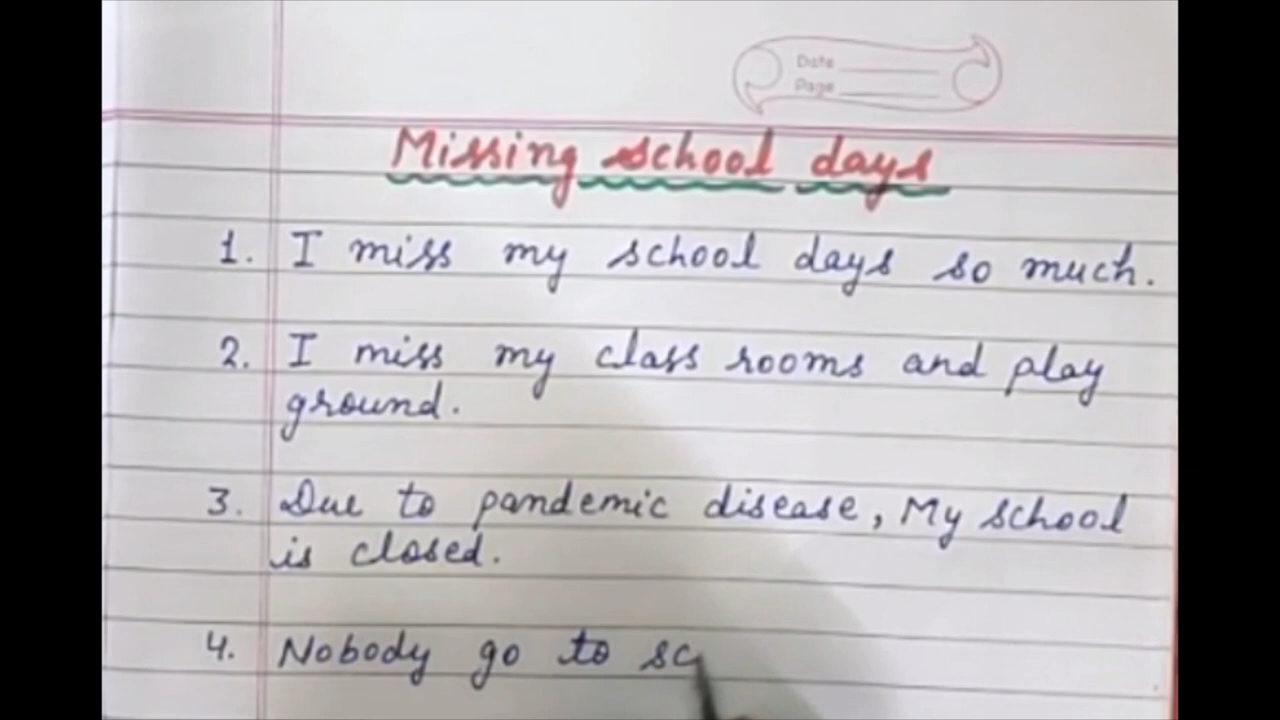 Date
Page
Missing school days
1. I miss my school days so much.
2. I miss my class rooms and play
ground.
3. Due to pandemic disease, My school
is closed.
4. Nobody go to sc